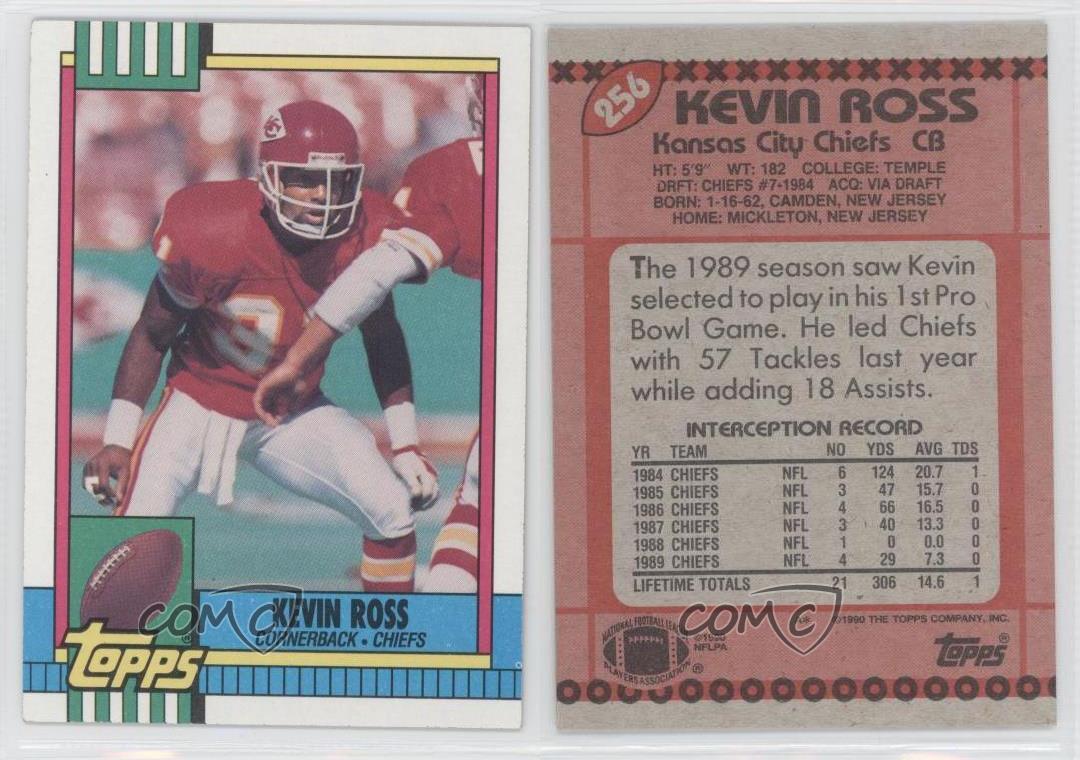 KEVIN ROSS
CORNERBACK • CHIEFS
Topps®
COMC
256
KEVIN ROSS
Kansas City Chiefs CB
HT: 5'9" WT: 182 COLLEGE: TEMPLE
DRFT: CHIEFS #7-1984 ACQ: VIA DRAFT
BORN: 1-16-62, CAMDEN, NEW JERSEY
HOME: MICKLETON, NEW JERSEY
The 1989 season saw Kevin
selected to play in his 1st Pro
Bowl Game. He led Chiefs
with 57 Tackles last year
while adding 18 Assists.
INTERCEPTION RECORD
YR TEAM NO YDS AVG TDS
1984 CHIEFS NFL 6 124 20.7 1
1985 CHIEFS NFL 3 47 15.7 0
1986 CHIEFS NFL 4 66 16.5 0
1987 CHIEFS NFL 3 40 13.3 0
1988 CHIEFS NFL 1 0 0.0 0
1989 CHIEFS NFL 4 29 7.3 0
LIFETIME TOTALS 21 306 14.6 1
COMC
** ©1990 THE TOPPS COMPANY, INC.
NATIONAL FOOTBALL LEAGUE
PLAYERS ASSOCIATION ®
©1990
NFLPA
Topps®